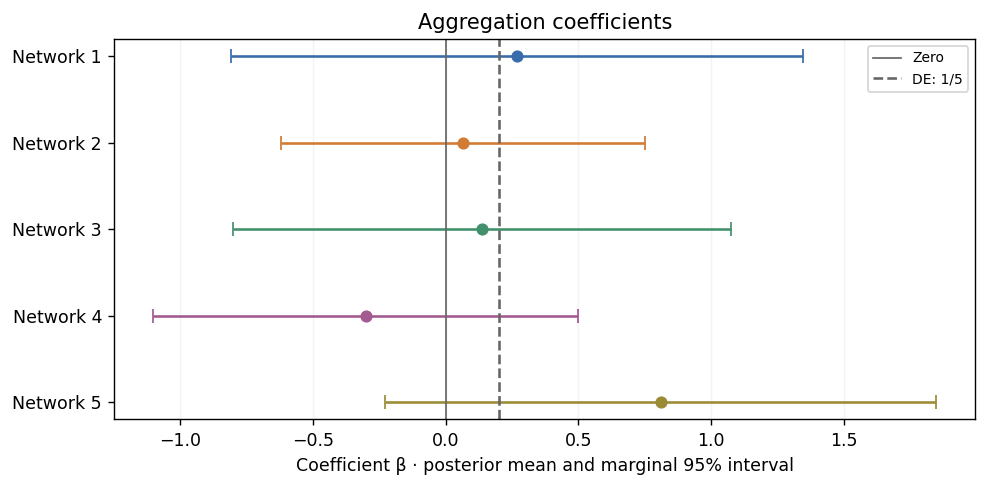 Aggregation coefficients
Network 1
Network 2
Network 3
Network 4
Network 5
Zero
DE: 1/5
−1.0 −0.5 0.0 0.5 1.0 1.5
Coefficient β · posterior mean and marginal 95% interval